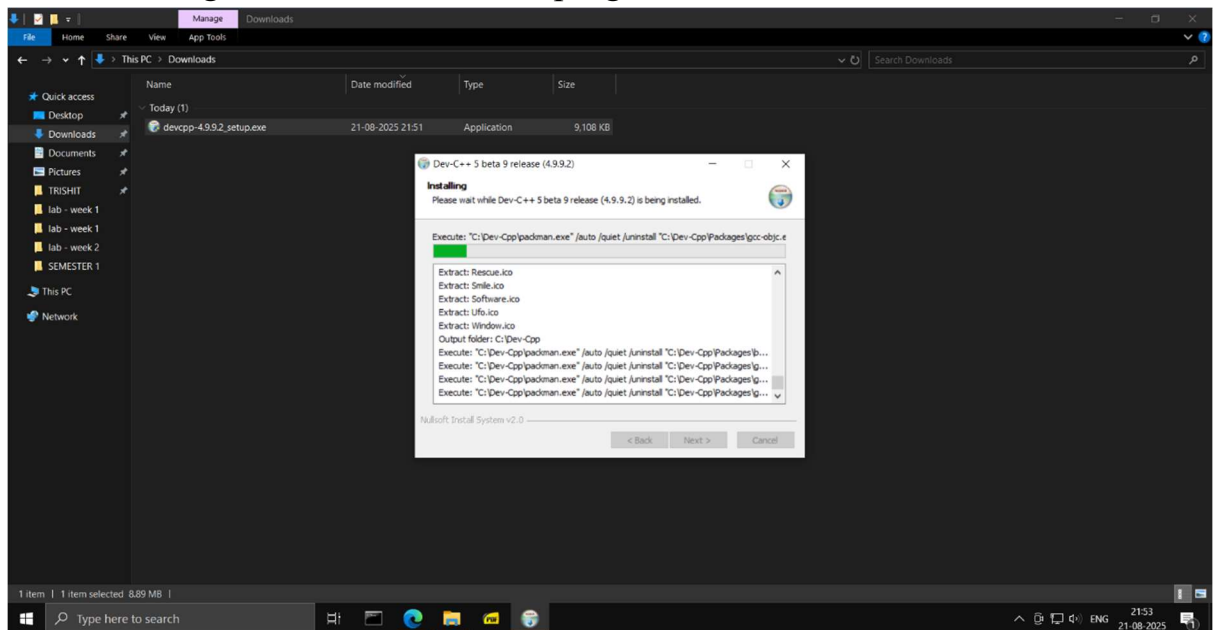 Manage Downloads
File Home Share View App Tools
This PC > Downloads
Search Downloads
Name Date modified Type Size
Quick access
Today (1)
Desktop
devcpp-4.9.9.2_setup.exe 21-08-2025 21:51 Application 9,108 KB
Downloads
Documents
Pictures
TRISHIT
lab - week 1
lab - week 1
lab - week 2
SEMESTER 1
This PC
Network
Dev-C++ 5 beta 9 release (4.9.9.2)
Installing
Please wait while Dev-C++ 5 beta 9 release (4.9.9.2) is being installed.
Execute: "C:\Dev-Cpp\packman.exe" /auto /quiet /uninstall "C:\Dev-Cpp\Packages\gcc-objc.e
Extract: Rescue.ico
Extract: Smile.ico
Extract: Software.ico
Extract: Ufo.ico
Extract: Window.ico
Output folder: C:\Dev-Cpp
Execute: "C:\Dev-Cpp\packman.exe" /auto /quiet /uninstall "C:\Dev-Cpp\Packages\b...
Execute: "C:\Dev-Cpp\packman.exe" /auto /quiet /uninstall "C:\Dev-Cpp\Packages\g...
Execute: "C:\Dev-Cpp\packman.exe" /auto /quiet /uninstall "C:\Dev-Cpp\Packages\g...
Execute: "C:\Dev-Cpp\packman.exe" /auto /quiet /uninstall "C:\Dev-Cpp\Packages\g...
Nullsoft Install System v2.0
< Back Next > Cancel
1 item 1 item selected 8.89 MB
Type here to search
ENG
21:53
21-08-2025